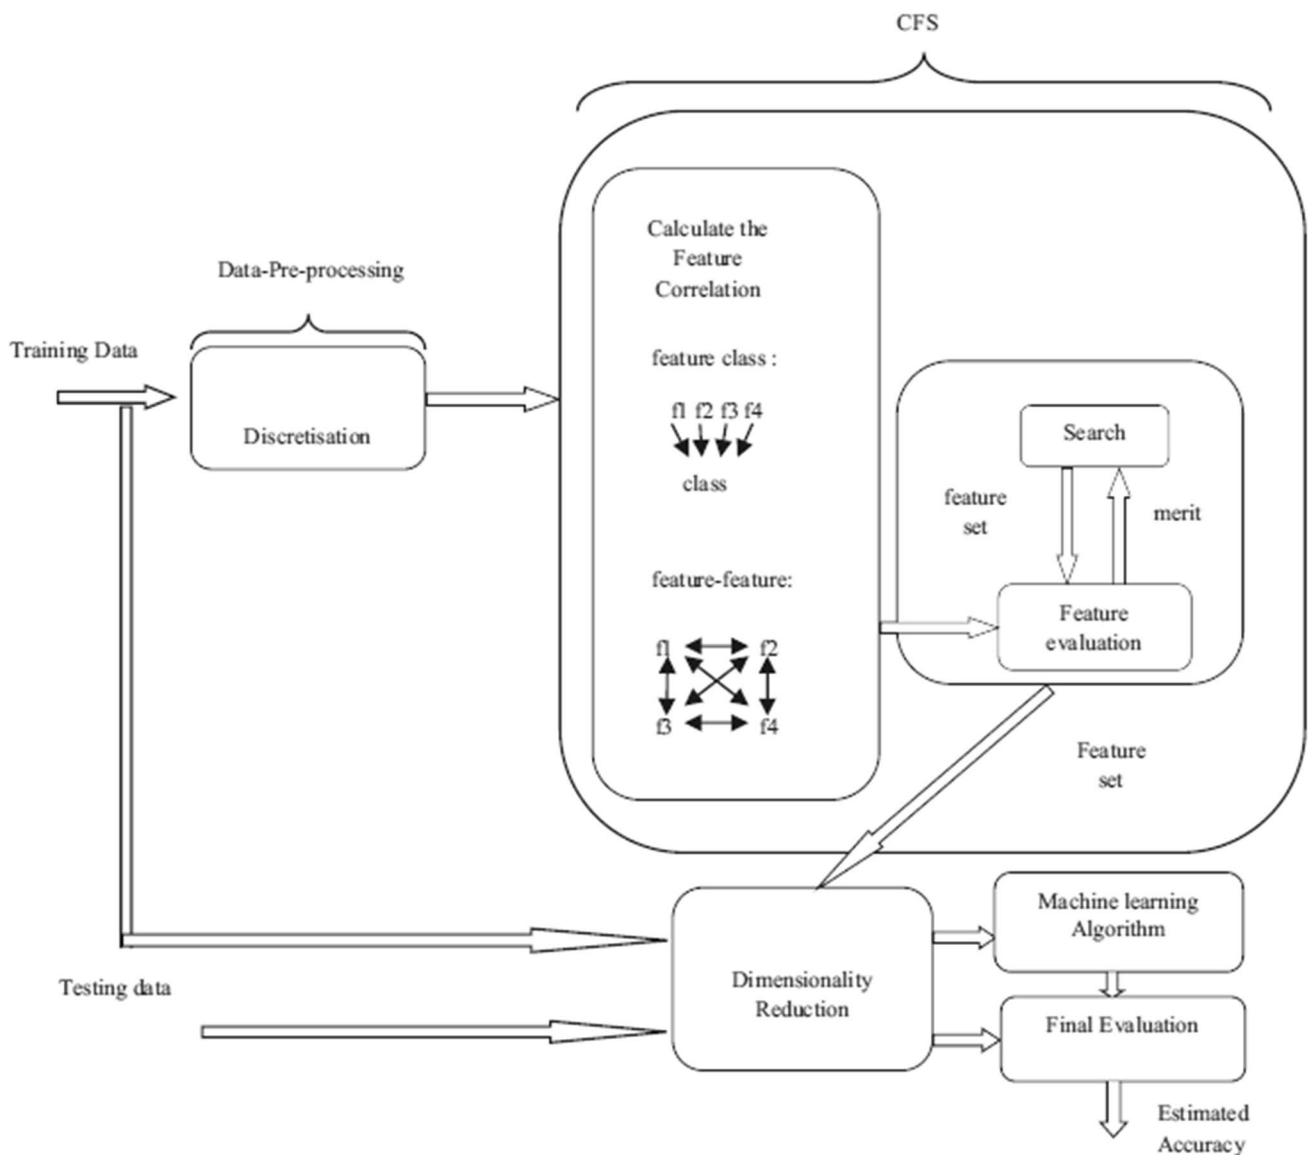 CFS
Data-Pre-processing
Training Data
Discretisation
Calculate the
Feature
Correlation
feature class :
f1 f2 f3 f4
class
feature-feature:
f1 f2
f3 f4
Search
feature
set
merit
Feature
evaluation
Feature
set
Testing data
Dimensionality
Reduction
Machine learning
Algorithm
Final Evaluation
Estimated
Accuracy